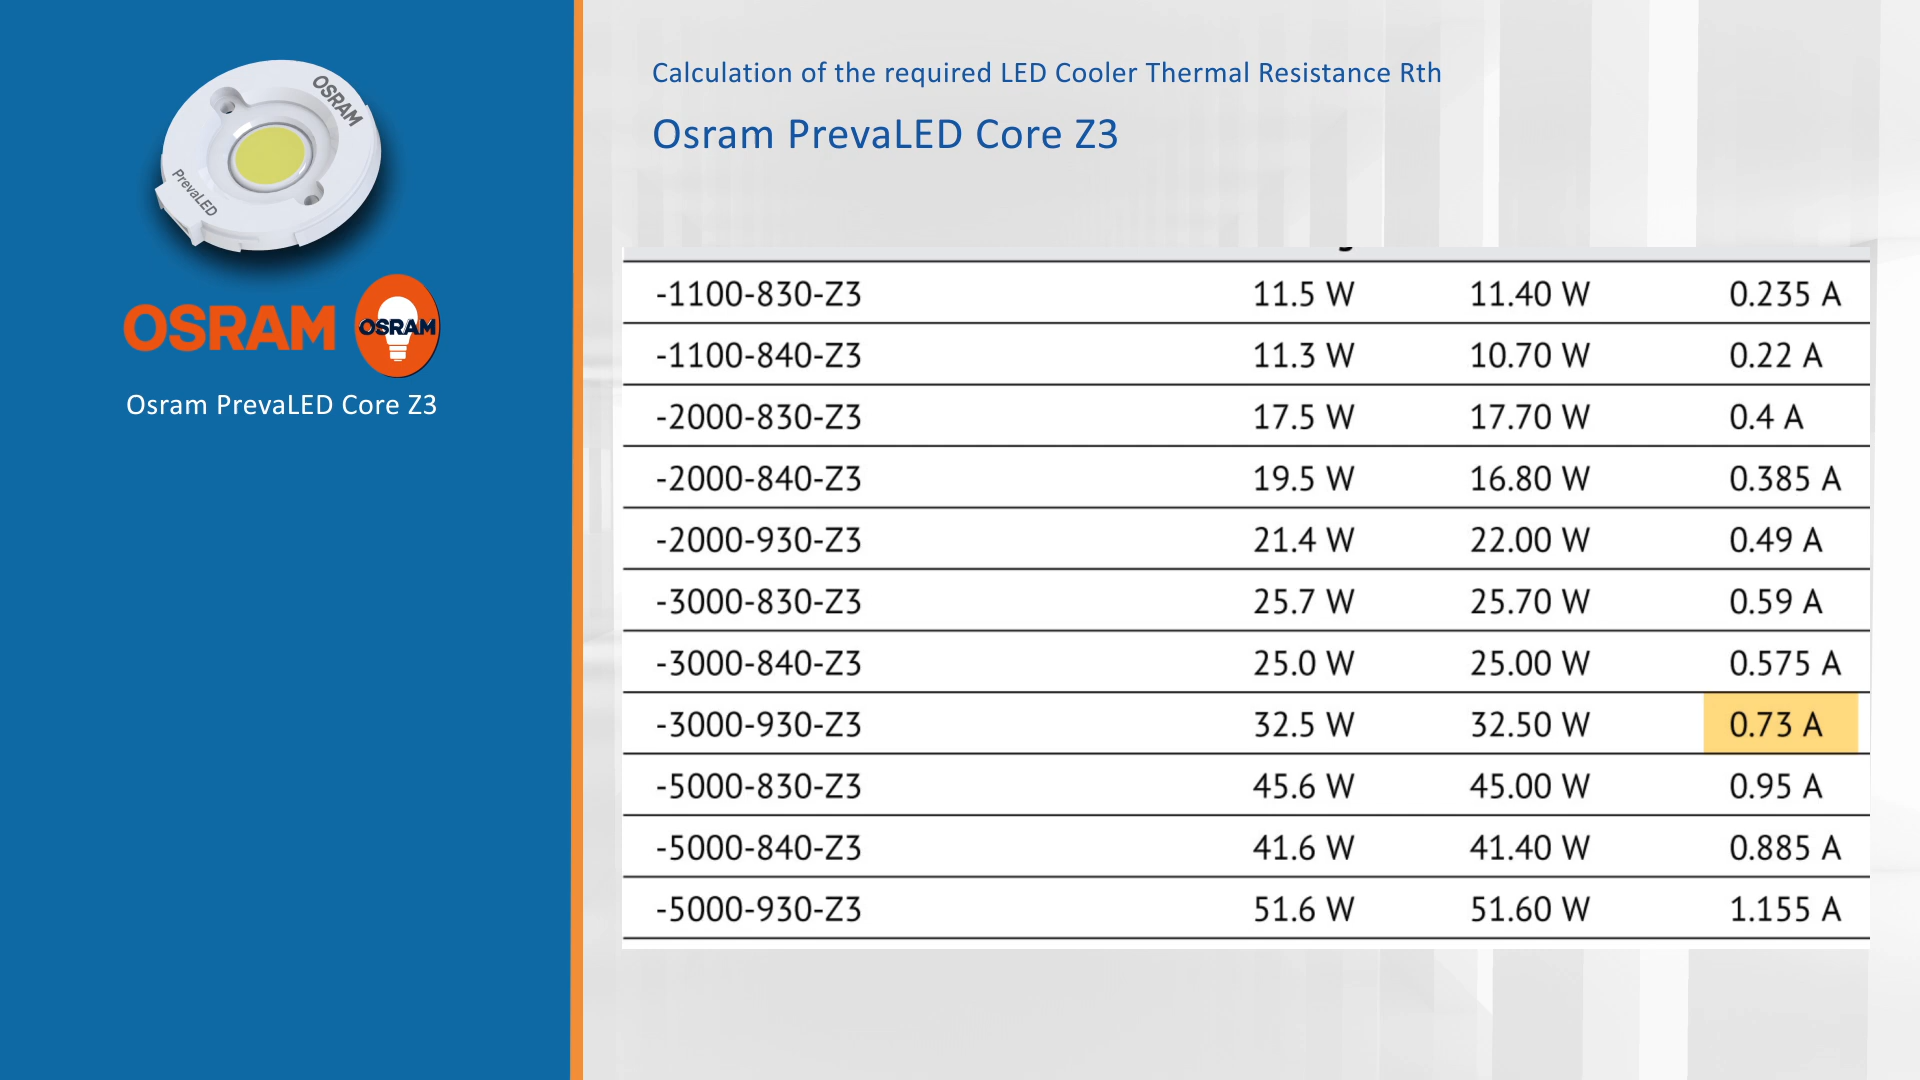 OSRAM
PrevaLED
OSRAM
OSRAM
Osram PrevaLED Core Z3
Calculation of the required LED Cooler Thermal Resistance Rth
Osram PrevaLED Core Z3
-1100-830-Z3 11.5 W 11.40 W 0.235 A
-1100-840-Z3 11.3 W 10.70 W 0.22 A
-2000-830-Z3 17.5 W 17.70 W 0.4 A
-2000-840-Z3 19.5 W 16.80 W 0.385 A
-2000-930-Z3 21.4 W 22.00 W 0.49 A
-3000-830-Z3 25.7 W 25.70 W 0.59 A
-3000-840-Z3 25.0 W 25.00 W 0.575 A
-3000-930-Z3 32.5 W 32.50 W 0.73 A
-5000-830-Z3 45.6 W 45.00 W 0.95 A
-5000-840-Z3 41.6 W 41.40 W 0.885 A
-5000-930-Z3 51.6 W 51.60 W 1.155 A